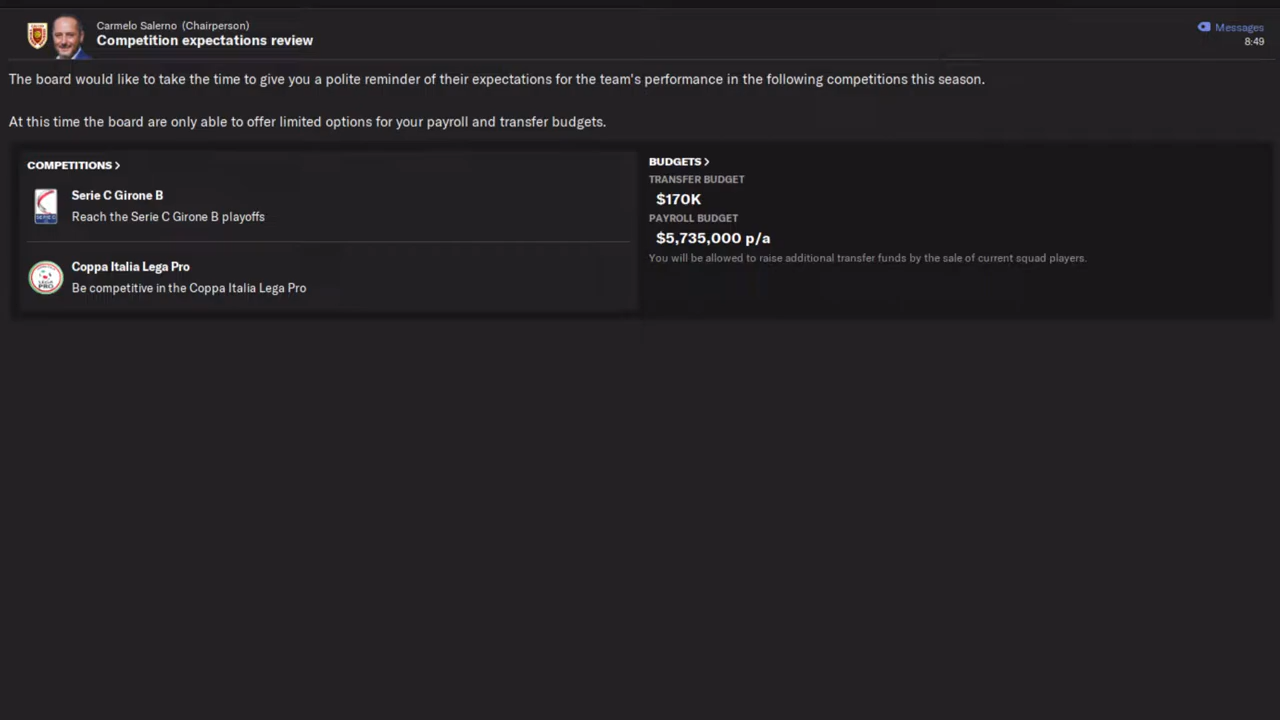 Carmelo Salerno (Chairperson)
Competition expectations review
Messages
8:49
The board would like to take the time to give you a polite reminder of their expectations for the team's performance in the following competitions this season.
At this time the board are only able to offer limited options for your payroll and transfer budgets.
COMPETITIONS >
Serie C Girone B
Reach the Serie C Girone B playoffs
Coppa Italia Lega Pro
Be competitive in the Coppa Italia Lega Pro
BUDGETS >
TRANSFER BUDGET
$170K
PAYROLL BUDGET
$5,735,000 p/a
You will be allowed to raise additional transfer funds by the sale of current squad players.